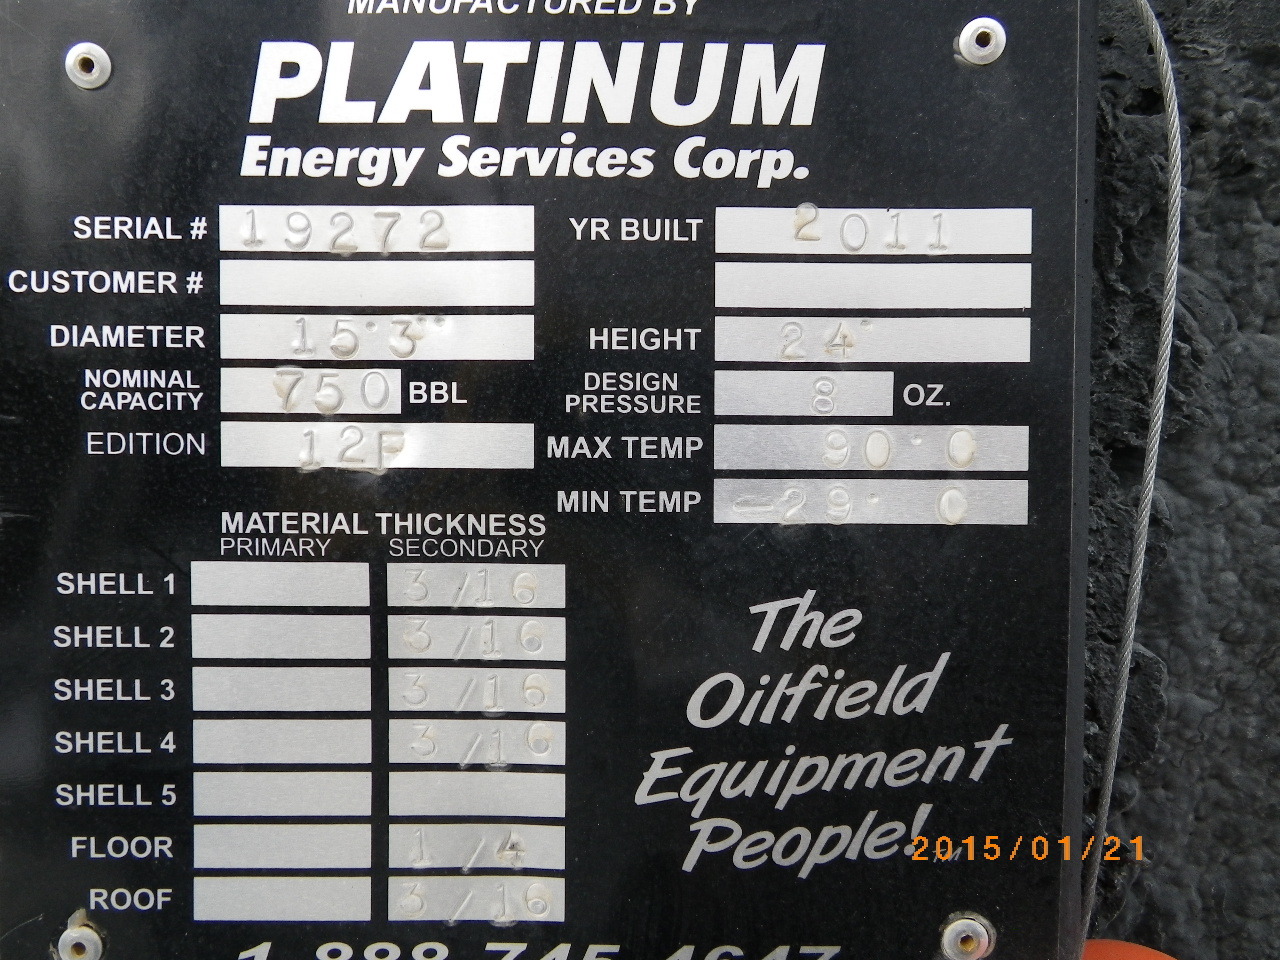 MANUFACTURED BY
PLATINUM
Energy Services Corp.
SERIAL # 19272 YR BUILT 2011
CUSTOMER #
DIAMETER 15' 3" HEIGHT 24'
NOMINAL CAPACITY 750 BBL DESIGN PRESSURE 8 OZ.
EDITION 12F MAX TEMP 90° 0
MIN TEMP -29° 0
MATERIAL THICKNESS
PRIMARY SECONDARY
SHELL 1 3/16
SHELL 2 3/16
SHELL 3 3/16
SHELL 4 3/16
SHELL 5
FLOOR 1/4
ROOF 3/16
The
Oilfield
Equipment
People!™
2015/01/21